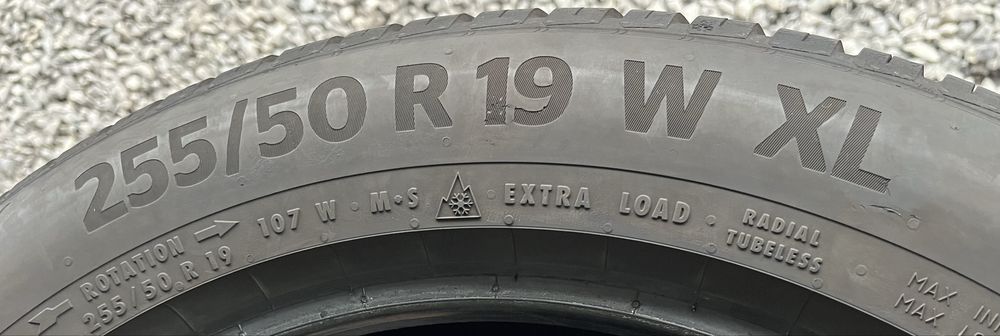 255/50 R 19 W XL
ROTATION 107 W · M·S · EXTRA LOAD · RADIAL
TUBELESS
255/50 R 19
MAX
MAX